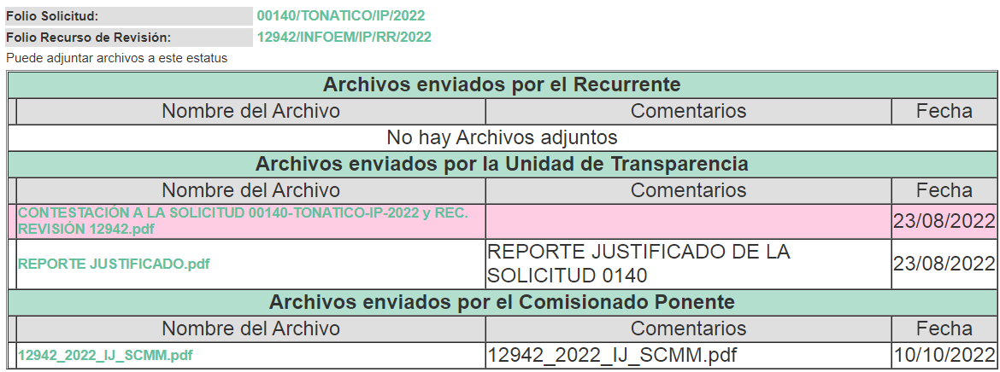 Folio Solicitud: 00140/TONATICO/IP/2022
Folio Recurso de Revisión: 12942/INFOEM/IP/RR/2022
Puede adjuntar archivos a este estatus
Archivos enviados por el Recurrente
Nombre del Archivo Comentarios Fecha
No hay Archivos adjuntos
Archivos enviados por la Unidad de Transparencia
Nombre del Archivo Comentarios Fecha
CONTESTACIÓN A LA SOLICITUD 00140-TONATICO-IP-2022 y REC.
REVISIÓN 12942.pdf 23/08/2022
REPORTE JUSTIFICADO.pdf REPORTE JUSTIFICADO DE LA
SOLICITUD 0140 23/08/2022
Archivos enviados por el Comisionado Ponente
Nombre del Archivo Comentarios Fecha
12942_2022_IJ_SCMM.pdf 12942_2022_IJ_SCMM.pdf 10/10/2022